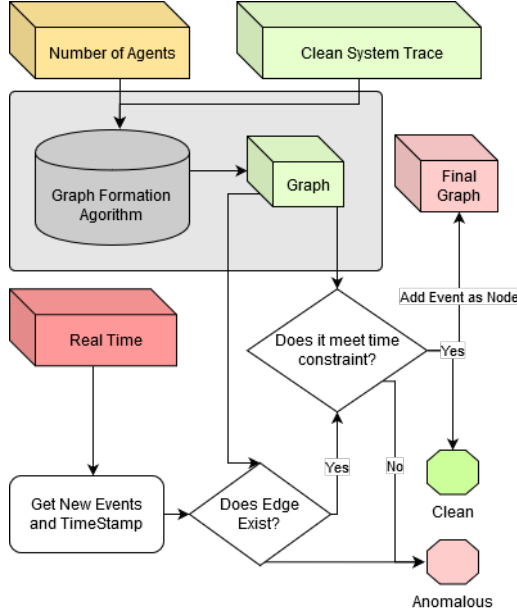 Number of Agents
Clean System Trace
Graph Formation
Agorithm
Graph
Final
Graph
Add Event as Node
Real Time
Does it meet time
constraint?
Yes
Yes
No
Get New Events
and TimeStamp
Does Edge
Exist?
Clean
Anomalous